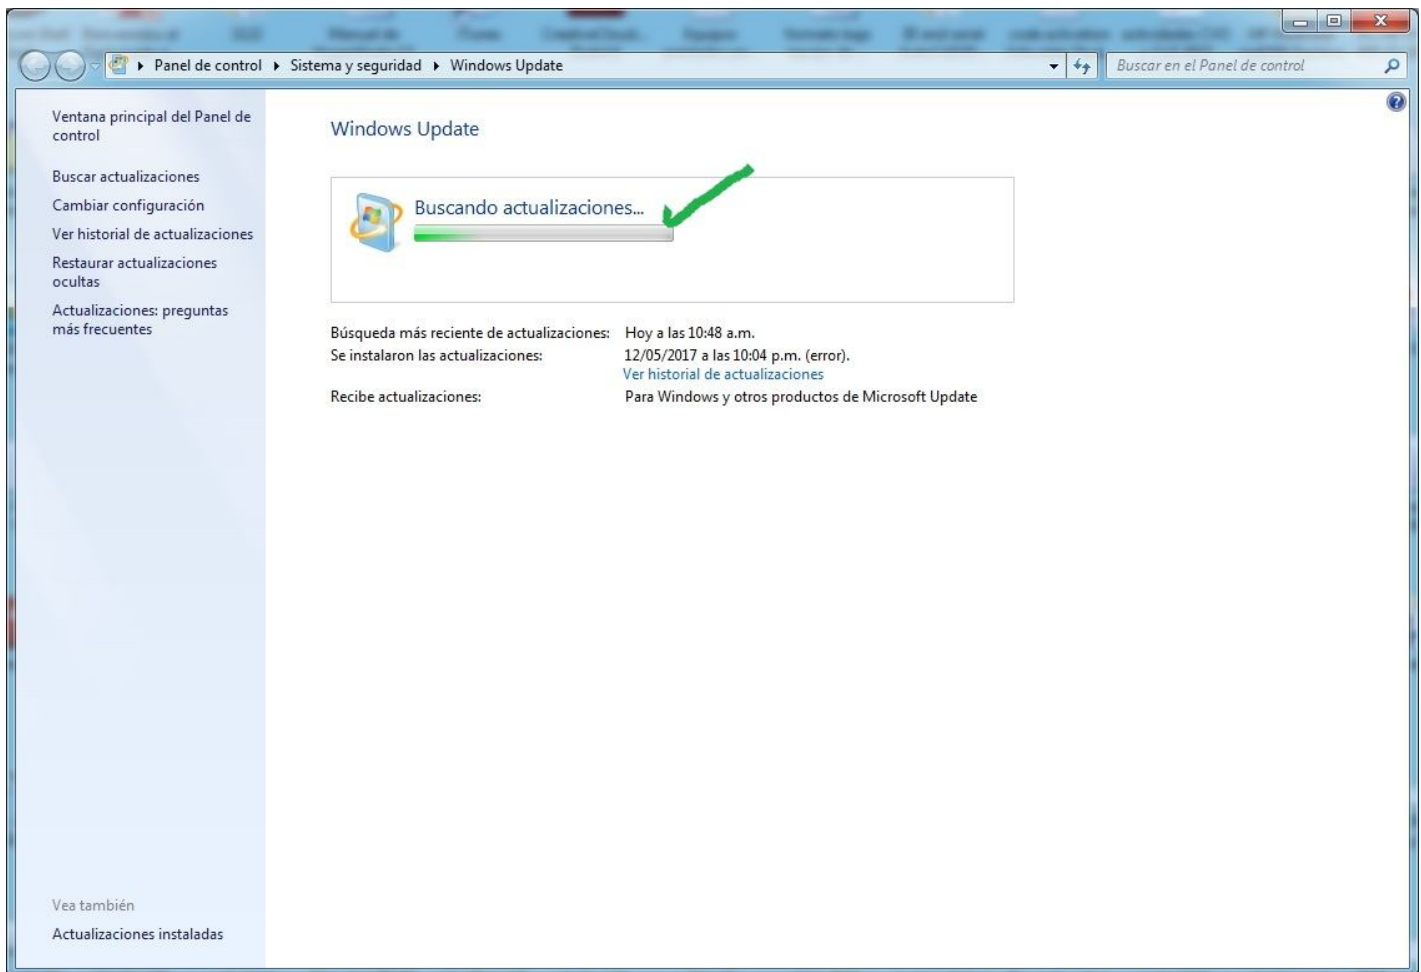 Panel de control ▸ Sistema y seguridad ▸ Windows Update
Buscar en el Panel de control
Ventana principal del Panel de
control
Buscar actualizaciones
Cambiar configuración
Ver historial de actualizaciones
Restaurar actualizaciones
ocultas
Actualizaciones: preguntas
más frecuentes
Windows Update
Buscando actualizaciones...
Búsqueda más reciente de actualizaciones: Hoy a las 10:48 a.m.
Se instalaron las actualizaciones: 12/05/2017 a las 10:04 p.m. (error).
Ver historial de actualizaciones
Recibe actualizaciones: Para Windows y otros productos de Microsoft Update
Vea también
Actualizaciones instaladas